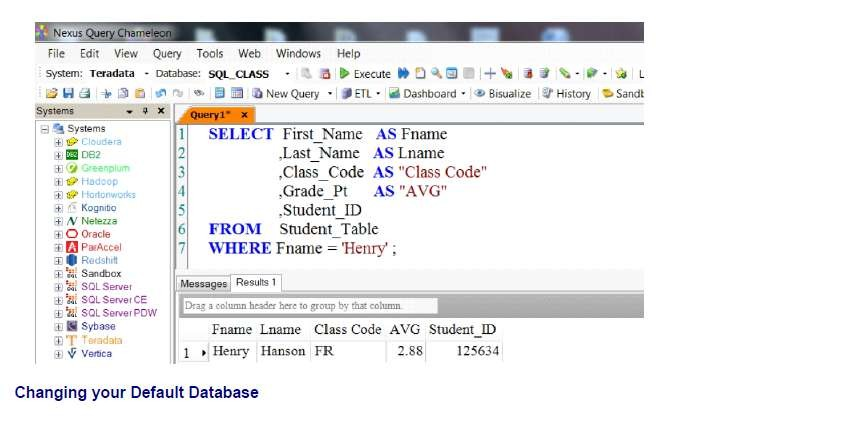 Nexus Query Chameleon
File Edit View Query Tools Web Windows Help
System: Teradata - Database: SQL_CLASS - Execute L
New Query - ETL - Dashboard - Bisualize History Sandb
Systems
Query1* x
Systems
Cloudera
DB2
Greenplum
Hadoop
Hortonworks
Kognitio
Netezza
Oracle
ParAccel
Redshift
Sandbox
SQL Server
SQL Server CE
SQL Server PDW
Sybase
Teradata
Vertica
1 SELECT First_Name AS Fname
2 ,Last_Name AS Lname
3 ,Class_Code AS "Class Code"
4 ,Grade_Pt AS "AVG"
5 ,Student_ID
6 FROM Student_Table
7 WHERE Fname = 'Henry' ;
Messages Results 1
Drag a column header here to group by that column.
Fname Lname Class Code AVG Student_ID
1 Henry Hanson FR 2.88 125634
Changing your Default Database